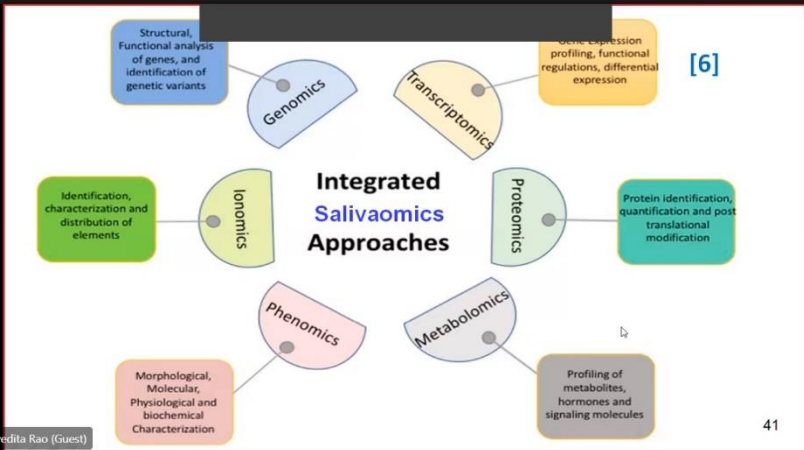 Structural,
Functional analysis
of genes, and
identification of
genetic variants
Genomics
Transcriptomics
Gene Expression
profiling, functional
regulations, differential
expression
[6]
Identification,
characterization and
distribution of
elements
Ionomics
Integrated
Salivaomics
Approaches
Proteomics
Protein identification,
quantification and post
translational
modification
Phenomics
Metabolomics
Morphological,
Molecular,
Physiological and
biochemical
Characterization
Profiling of
metabolites,
hormones and
signaling molecules
41
edita Rao (Guest)